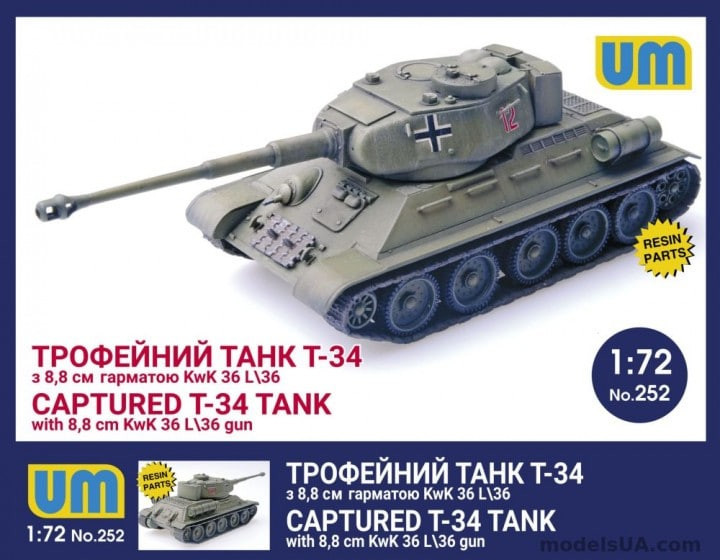 um
12
RESIN
PARTS
ТРОФЕЙНИЙ ТАНК Т-34
з 8,8 см гарматою KwK 36 L\36
CAPTURED T-34 TANK
with 8,8 cm KwK 36 L\36 gun
1:72
No.252
um
1:72 No.252
RESIN
PARTS
ТРОФЕЙНИЙ ТАНК Т-34
з 8,8 см гарматою KwK 36 L\36
CAPTURED T-34 TANK
with 8,8 cm KwK 36 L\36 gun
modelsUA.com